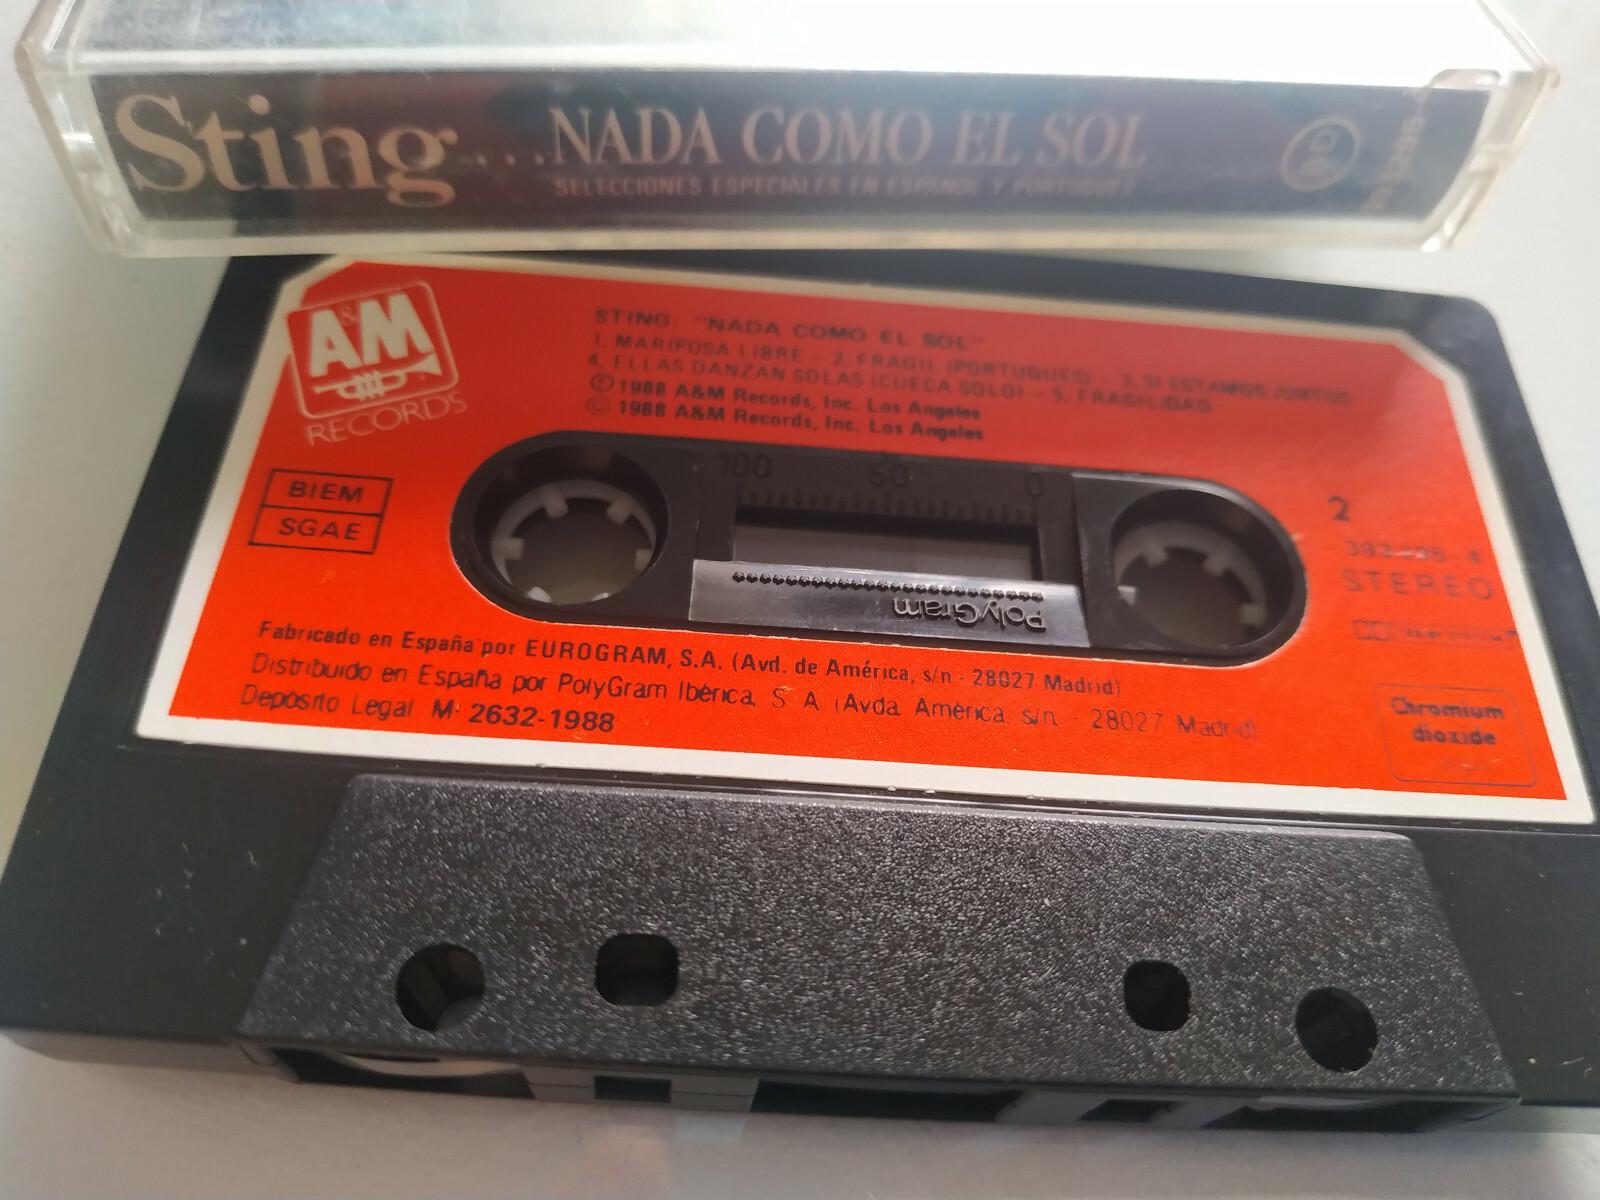 Sting ...NADA COMO EL SOL
SELECCIONES ESPECIALES EN ESPAÑOL Y PORTUGUES
A&M
RECORDS
STING: "NADA COMO EL SOL"
1. MARIPOSA LIBRE – 2. FRAGIL (PORTUGUES) – 3. SI ESTAMOS JUNTOS
4. ELLAS DANZAN SOLAS (CUECA SOLO) – 5. FRAGILIDAD
Ⓟ 1988 A&M Records, Inc. Los Angeles
© 1988 A&M Records, Inc. Los Angeles
BIEM
SGAE
100 50 0
PolyGram
2
STEREO
Fabricado en España por EUROGRAM, S.A. (Avd. de América, s/n - 28027 Madrid)
Distribuido en España por PolyGram Ibérica, S.A. (Avda. América, s/n. - 28027 Madrid)
Depósito Legal M- 2632-1988
Chromium
dioxide